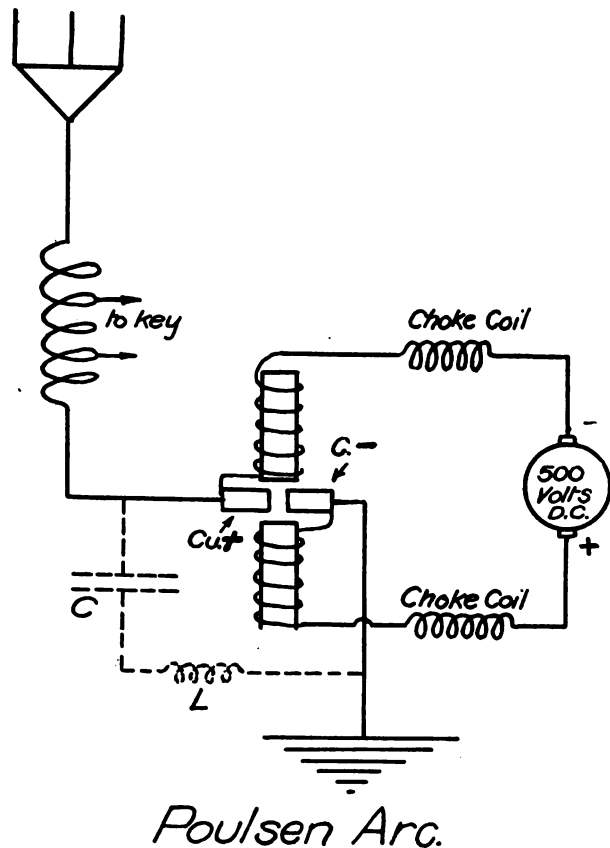 to key
Choke Coil
C. –
-
500
Volts
D.C.
+
Cu.+
Choke Coil
C
L
Poulsen Arc.